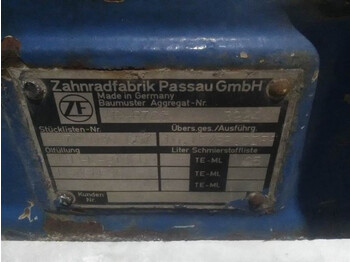 Zahnradfabrik Passau GmbH
ZF
Made in Germany
Baumuster Aggregat-Nr.
Stücklisten-Nr. Übers.ges./Ausführg.
Ölfüllung Liter Schmierstoffliste
TE-ML
TE-ML
TE-ML
Kunden
Nr.